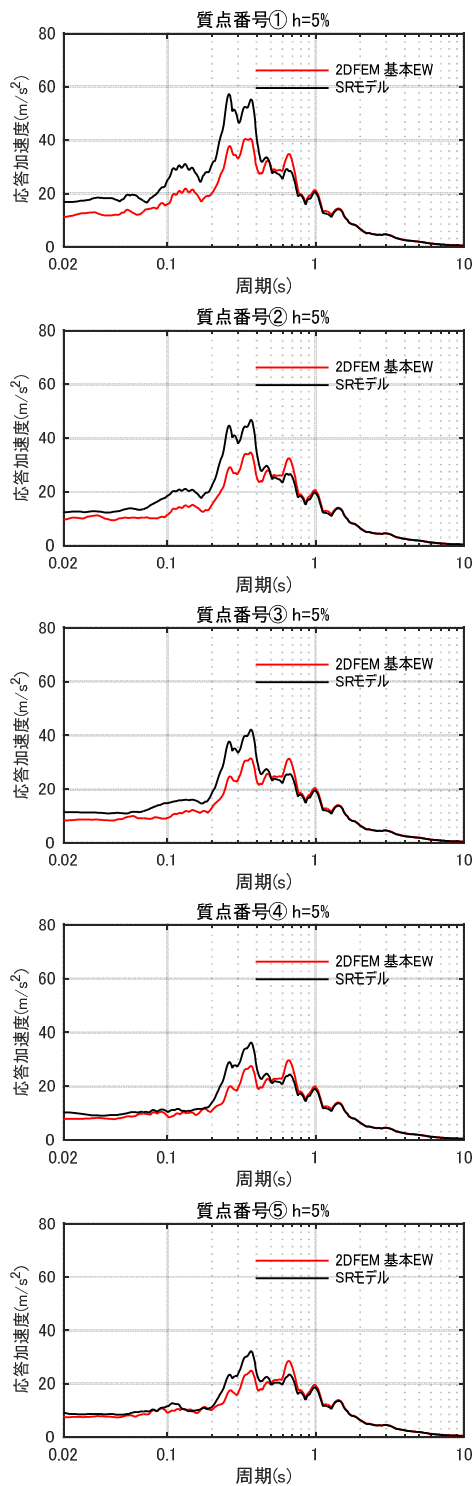 質点番号① h=5%
応答加速度(m/s²)
80
60
40
20
0
2DFEM 基本EW
SRモデル
0.02
0.1
1
10
周期(s)
質点番号② h=5%
応答加速度(m/s²)
80
60
40
20
0
2DFEM 基本EW
SRモデル
0.02
0.1
1
10
周期(s)
質点番号③ h=5%
応答加速度(m/s²)
80
60
40
20
0
2DFEM 基本EW
SRモデル
0.02
0.1
1
10
周期(s)
質点番号④ h=5%
応答加速度(m/s²)
80
60
40
20
0
2DFEM 基本EW
SRモデル
0.02
0.1
1
10
周期(s)
質点番号⑤ h=5%
応答加速度(m/s²)
80
60
40
20
0
2DFEM 基本EW
SRモデル
0.02
0.1
1
10
周期(s)